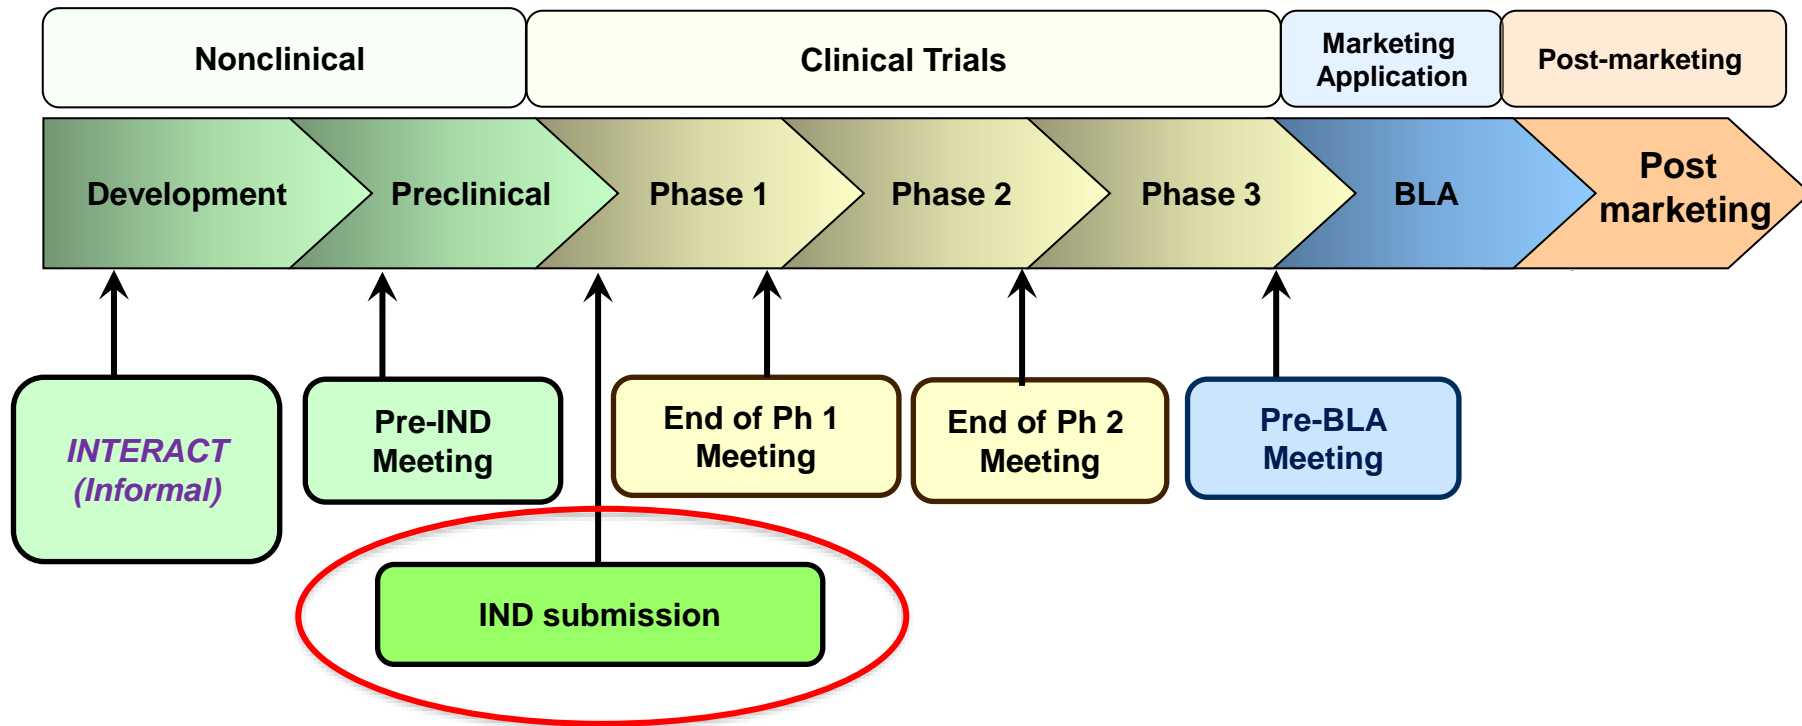 Nonclinical
Clinical Trials
Marketing
Application
Post-marketing
Development
Preclinical
Phase 1
Phase 2
Phase 3
BLA
Post
marketing
INTERACT
(Informal)
Pre-IND
Meeting
End of Ph 1
Meeting
End of Ph 2
Meeting
Pre-BLA
Meeting
IND submission